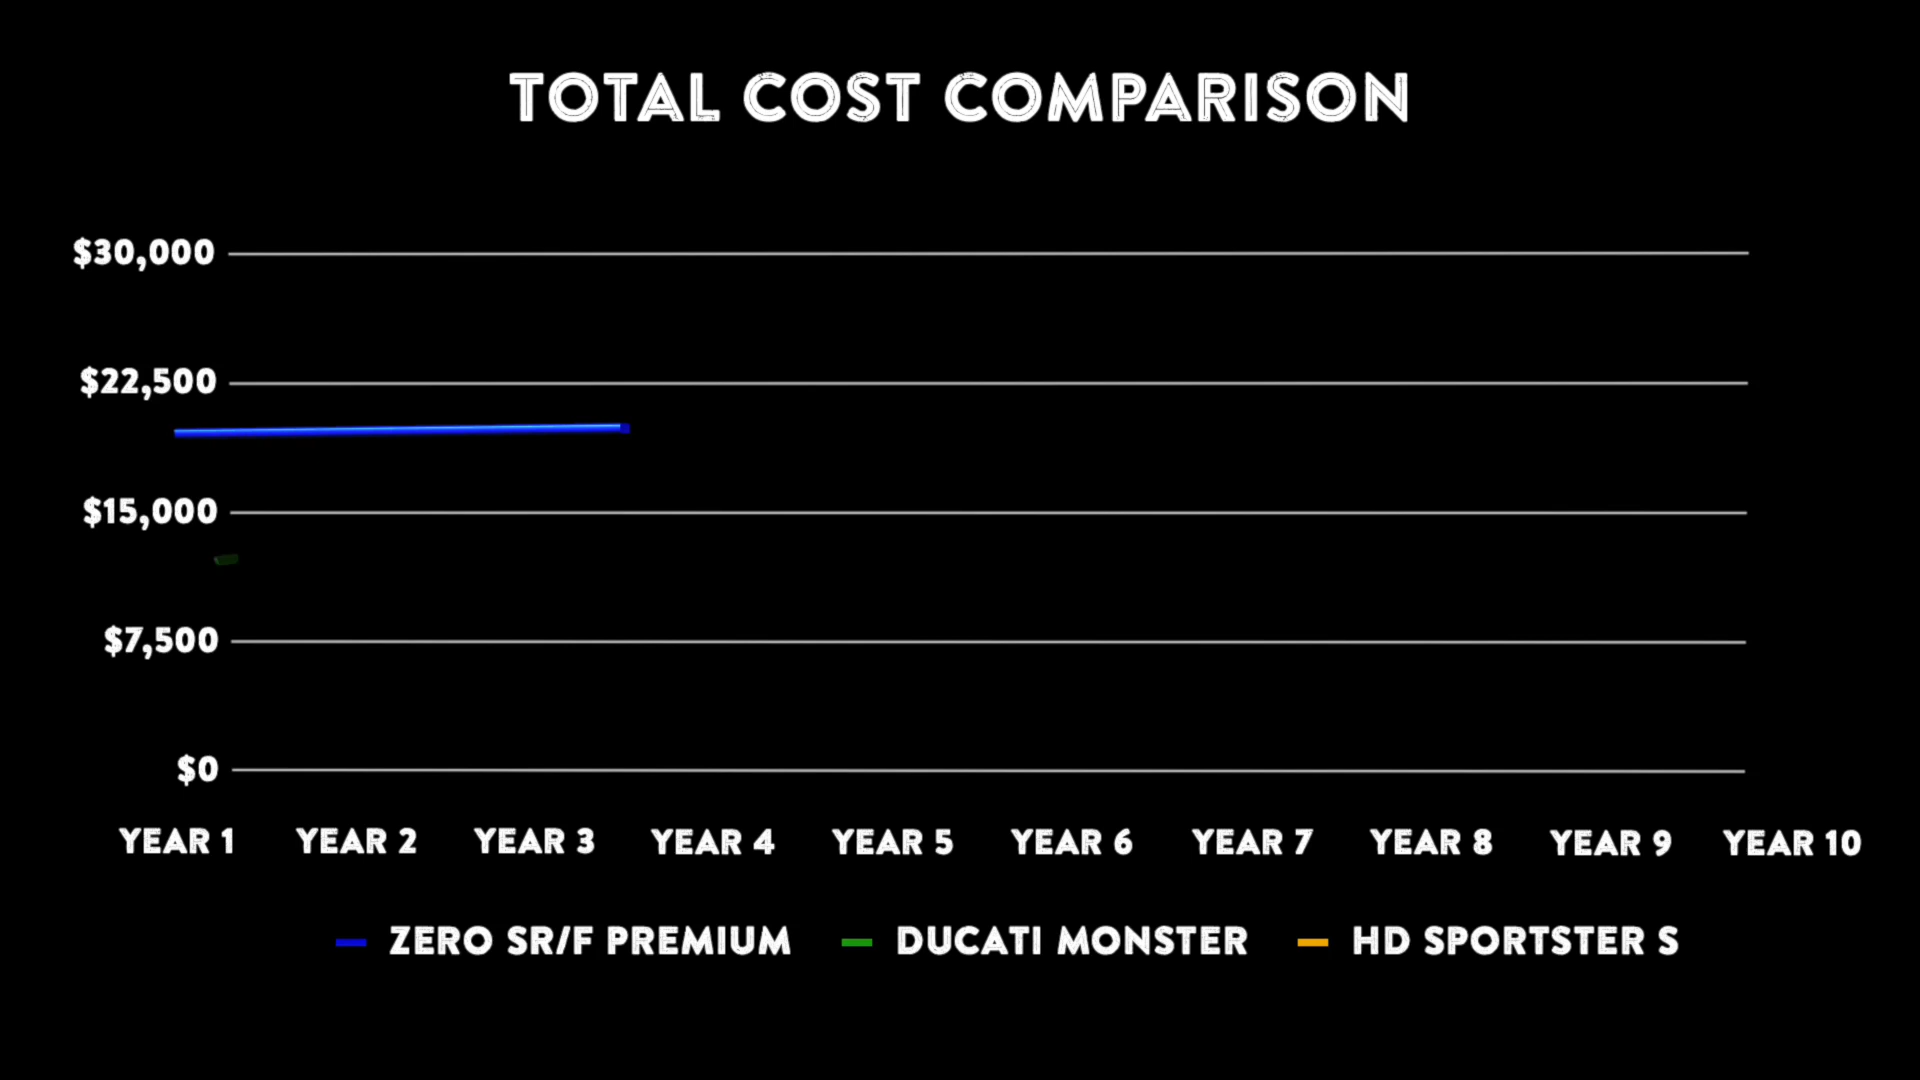 TOTAL COST COMPARISON
$30,000
$22,500
$15,000
$7,500
$0
YEAR 1 YEAR 2 YEAR 3 YEAR 4 YEAR 5 YEAR 6 YEAR 7 YEAR 8 YEAR 9 YEAR 10
ZERO SR/F PREMIUM DUCATI MONSTER HD SPORTSTER S